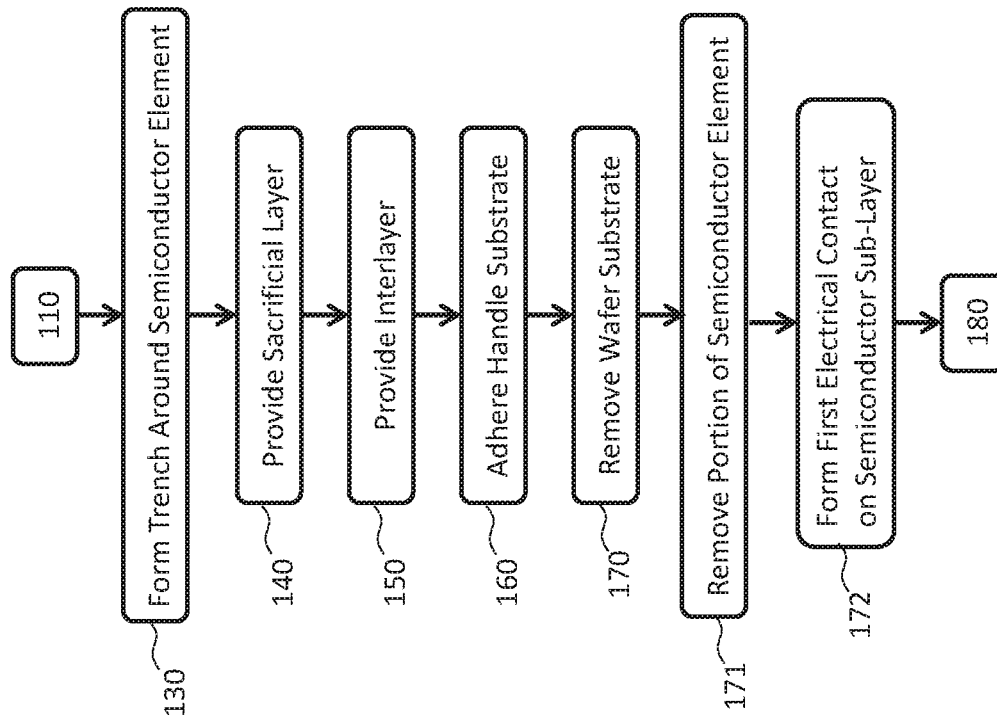 110
Form Trench Around Semiconductor Element
130
Provide Sacrificial Layer
140
Provide Interlayer
150
Adhere Handle Substrate
160
Remove Wafer Substrate
170
Remove Portion of Semiconductor Element
171
Form First Electrical Contact
on Semiconductor Sub-Layer
172
180